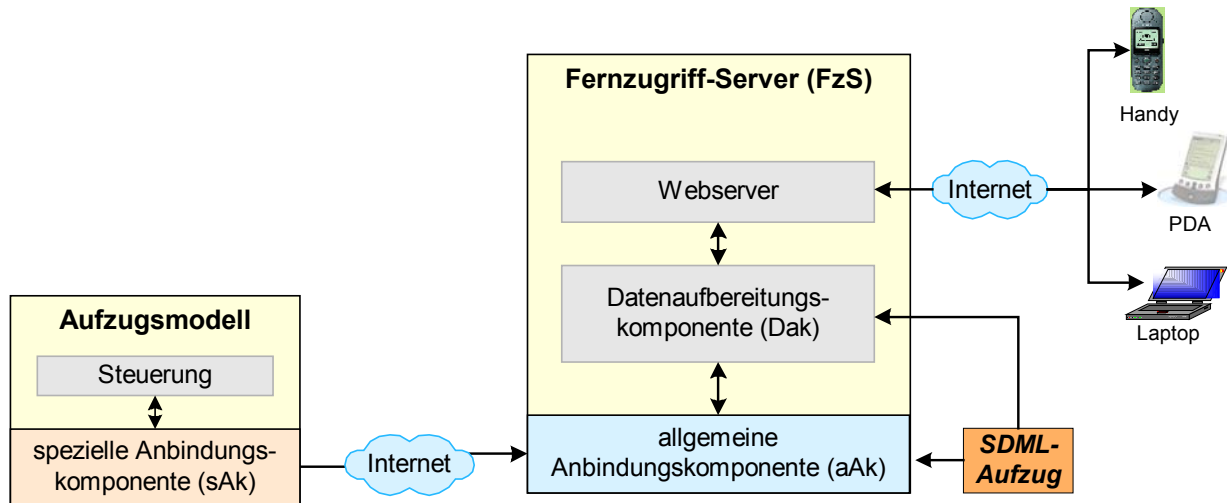 Fernzugriff-Server (FzS)
Webserver
Datenaufbereitungs-
komponente (Dak)
allgemeine
Anbindungskomponente (aAk)
Aufzugsmodell
Steuerung
spezielle Anbindungs-
komponente (sAk)
Internet
Internet
Handy
PDA
Laptop
SDML-
Aufzug